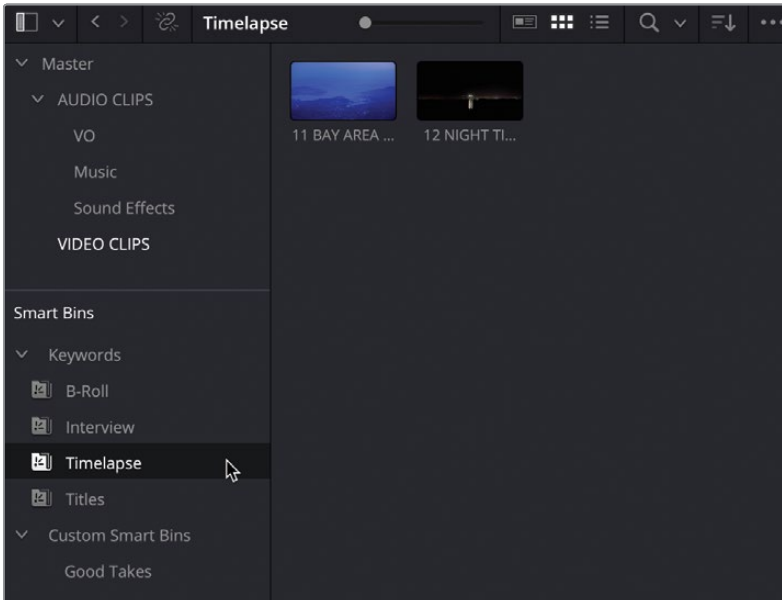 Timelapse
Master
AUDIO CLIPS
VO
Music
Sound Effects
VIDEO CLIPS
11 BAY AREA ...
12 NIGHT TI...
Smart Bins
Keywords
B-Roll
Interview
Timelapse
Titles
Custom Smart Bins
Good Takes